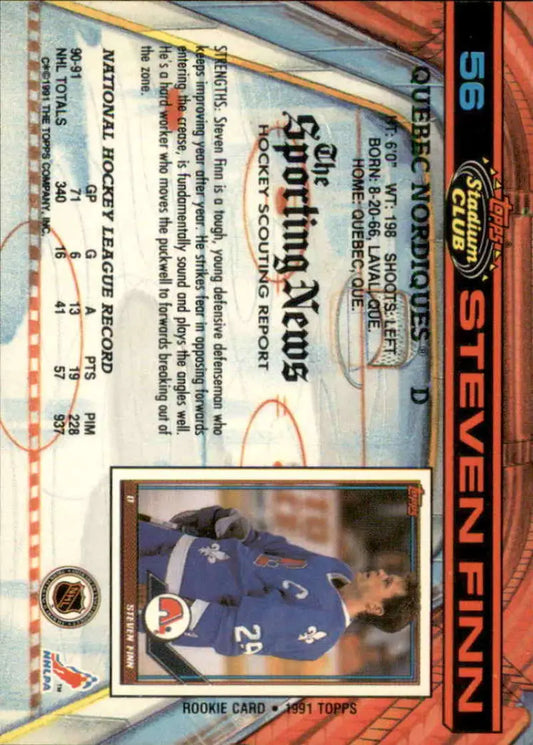 56
Topps
Stadium
CLUB
STEVEN FINN
QUEBEC NORDIQUES® D
HT: 6'0" WT: 198 SHOOTS: LEFT
BORN: 8-20-66, LAVAL, QUE.
HOME: QUEBEC, QUE.
The
Sporting News
HOCKEY SCOUTING REPORT
STRENGTHS: Steven Finn is a tough, young defensive defenseman who
keeps improving year after year. He strikes fear in opposing forwards
entering the crease, is fundamentally sound and plays the angles well.
He's a hard worker who moves the puckwell to forwards breaking out of
the zone.
NATIONAL HOCKEY LEAGUE RECORD
GP G A PTS PIM
90-91 71 6 13 19 228
NHL TOTALS 340 16 41 57 937
C®©1991 THE TOPPS COMPANY, INC.
Topps
C
29
D
STEVEN FINN
ROOKIE CARD • 1991 TOPPS
NHL
NHLPA™